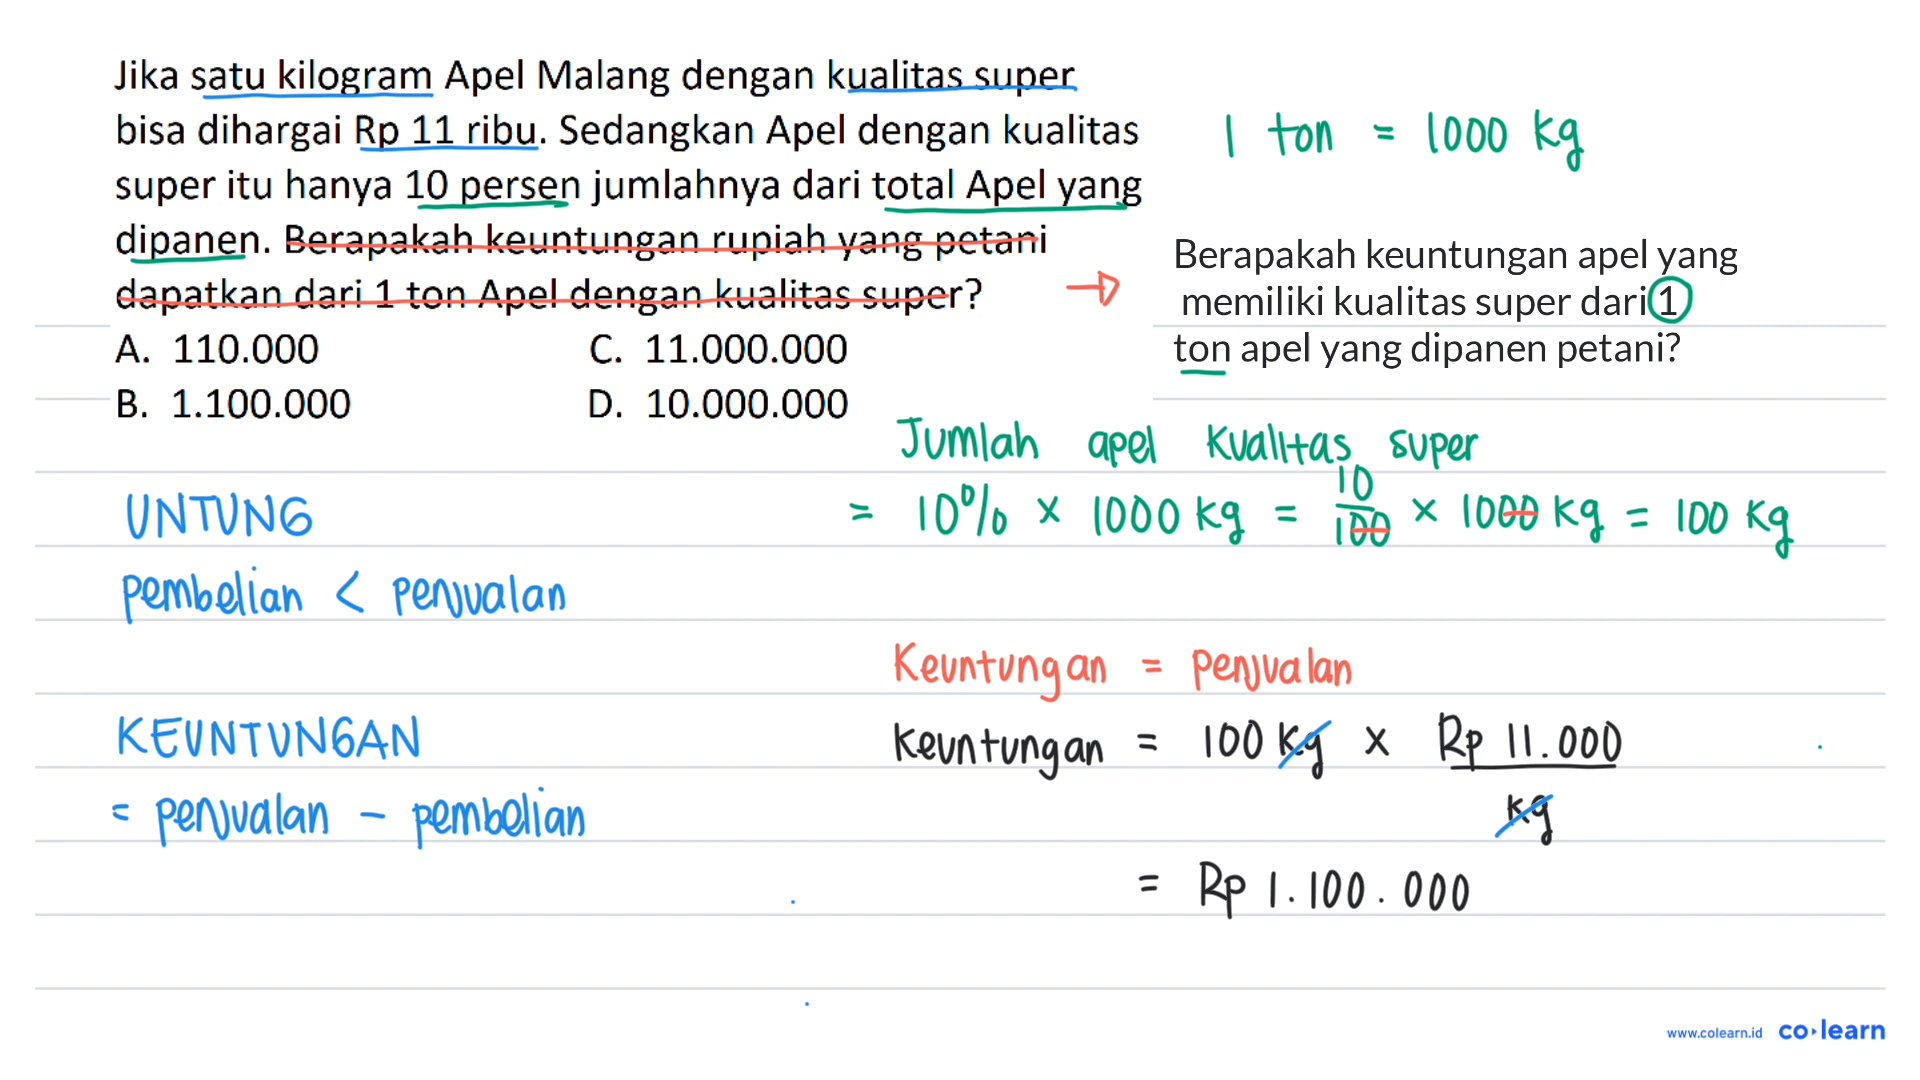 Jika satu kilogram Apel Malang dengan kualitas super
bisa dihargai Rp 11 ribu. Sedangkan Apel dengan kualitas
super itu hanya 10 persen jumlahnya dari total Apel yang
dipanen. Berapakah keuntungan rupiah yang petani
dapatkan dari 1 ton Apel dengan kualitas super?
A. 110.000
C. 11.000.000
B. 1.100.000
D. 10.000.000
1 ton = 1000 kg
→ Berapakah keuntungan apel yang
memiliki kualitas super dari 1
ton apel yang dipanen petani?
UNTUNG
pembelian < penjualan
KEUNTUNGAN
= penjualan - pembelian
Jumlah apel kualitas super
= 10% × 1000 kg = 10/100 × 1000 kg = 100 kg
Keuntungan = penjualan
keuntungan = 100 kg × Rp 11.000
kg
= Rp 1.100.000
www.colearn.id co learn